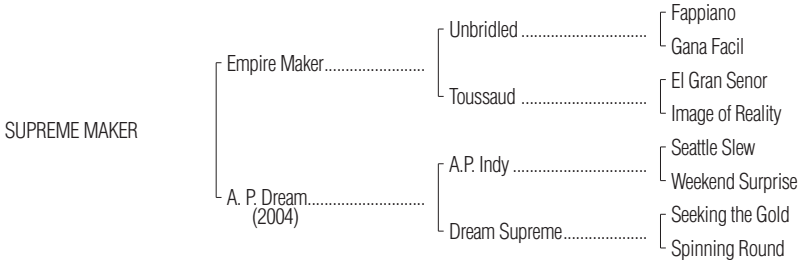 Fappiano
Unbridled ............................
Gana Facil
Empire Maker........................
El Gran Senor
Toussaud ............................
Image of Reality
SUPREME MAKER
Seattle Slew
A.P. Indy ..............................
Weekend Surprise
A. P. Dream...........................
(2004)
Seeking the Gold
Dream Supreme..................
Spinning Round